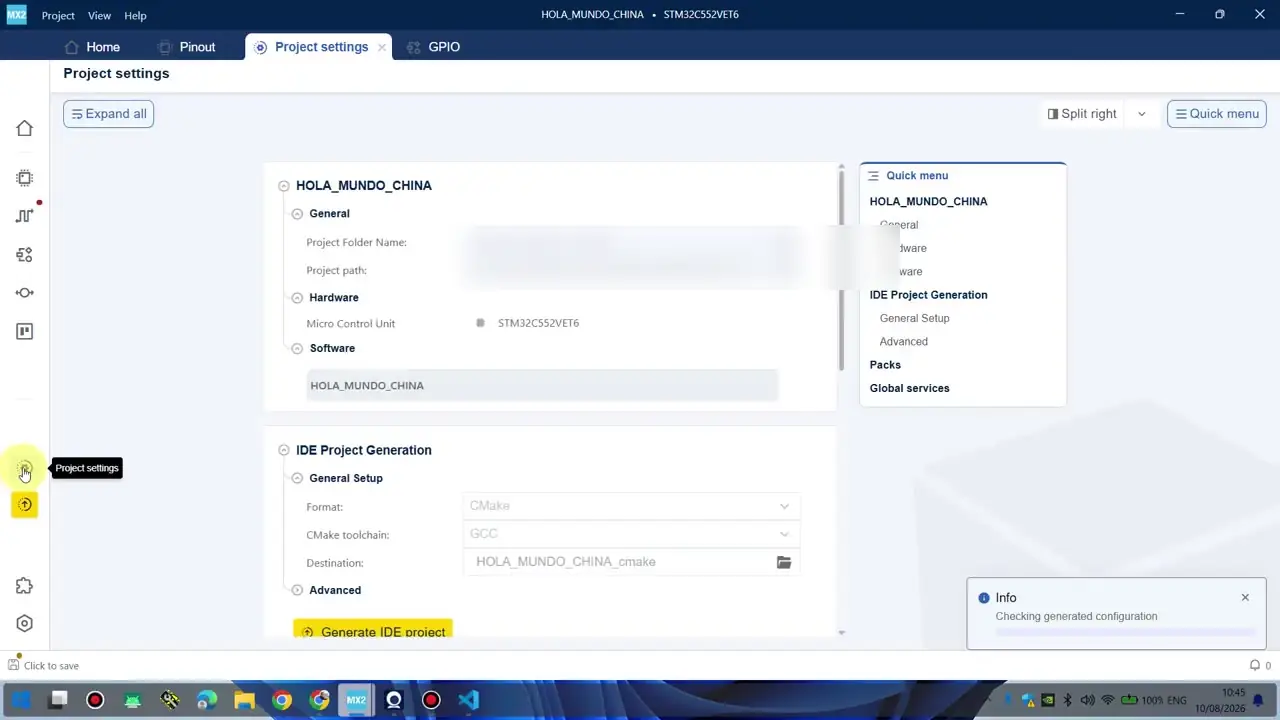 MX2 Project View Help HOLA_MUNDO_CHINA • STM32C552VET6
Home Pinout Project settings GPIO
Project settings
Expand all Split right Quick menu
HOLA_MUNDO_CHINA
General
Project Folder Name:
Project path:
Hardware
Micro Control Unit STM32C552VET6
Software
HOLA_MUNDO_CHINA
Quick menu
HOLA_MUNDO_CHINA
General
dware
ware
IDE Project Generation
General Setup
Advanced
Packs
Global services
Project settings
IDE Project Generation
General Setup
Format: CMake
CMake toolchain: GCC
Destination: HOLA_MUNDO_CHINA_cmake
Advanced
Generate IDE project
Info
Checking generated configuration
Click to save 0
MX2 100% ENG 10:45
10/08/2026